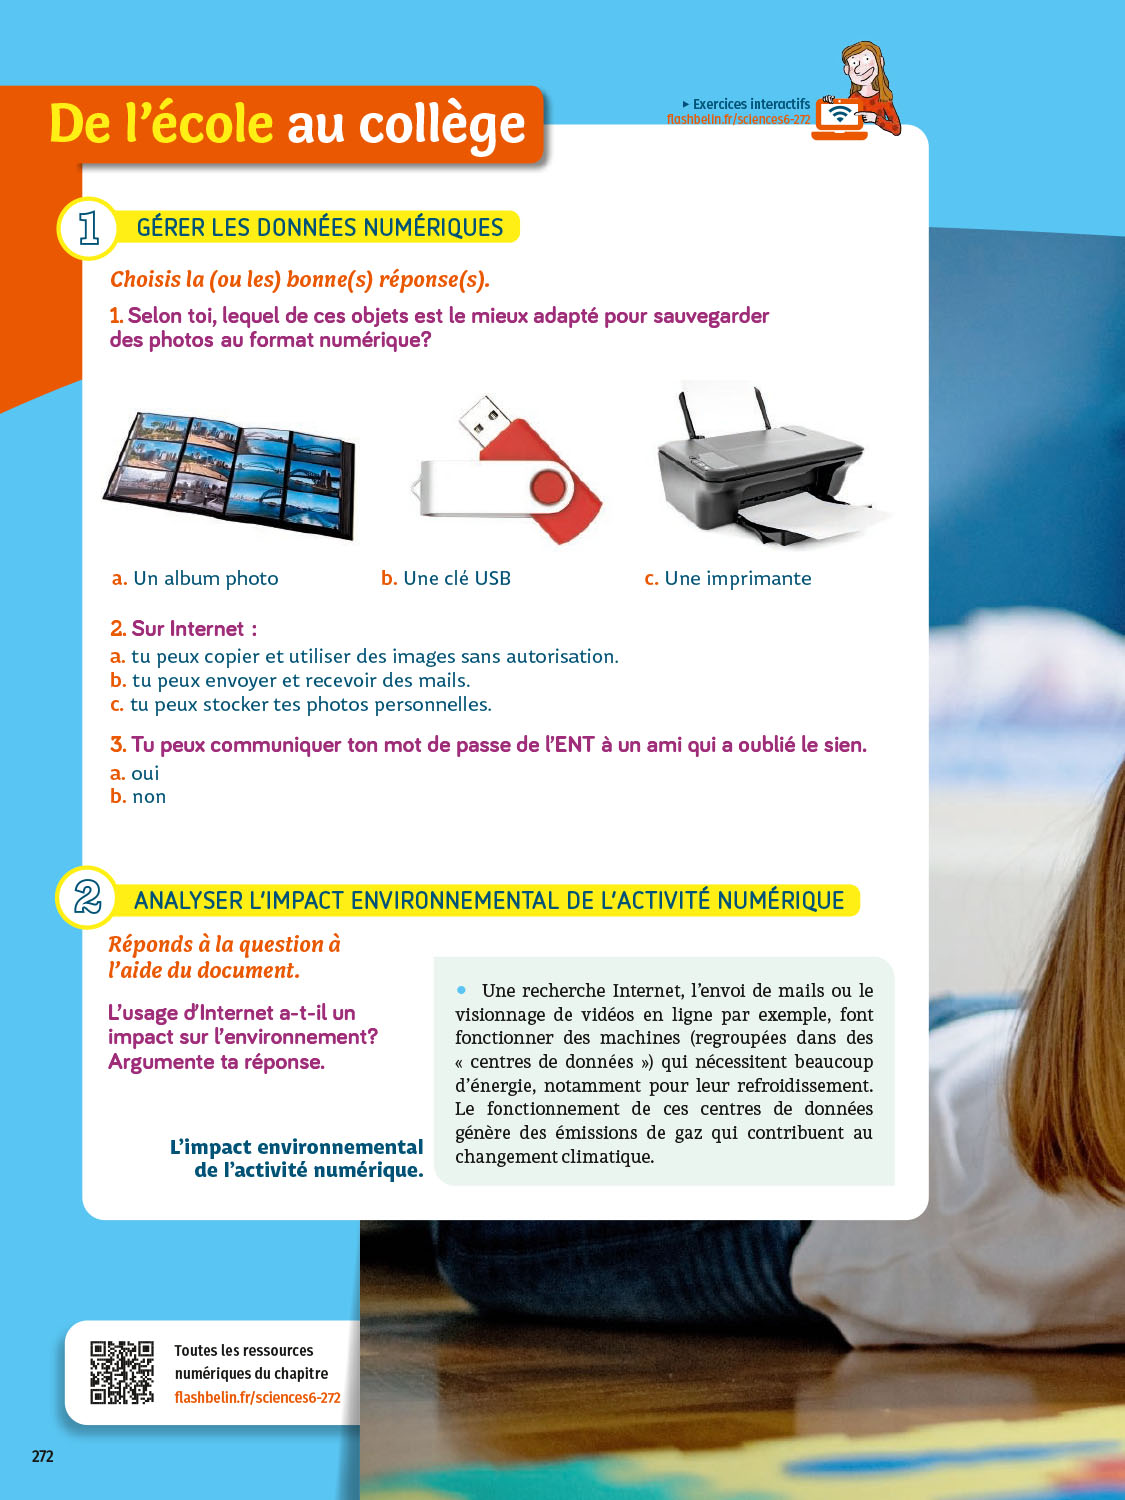 ▸ Exercices interactifs
flashbelin.fr/sciences6-272
De l'école au collège
1 GÉRER LES DONNÉES NUMÉRIQUES
Choisis la (ou les) bonne(s) réponse(s).
1. Selon toi, lequel de ces objets est le mieux adapté pour sauvegarder
des photos au format numérique?
a. Un album photo
b. Une clé USB
c. Une imprimante
2. Sur Internet :
a. tu peux copier et utiliser des images sans autorisation.
b. tu peux envoyer et recevoir des mails.
c. tu peux stocker tes photos personnelles.
3. Tu peux communiquer ton mot de passe de l'ENT à un ami qui a oublié le sien.
a. oui
b. non
2 ANALYSER L'IMPACT ENVIRONNEMENTAL DE L'ACTIVITÉ NUMÉRIQUE
Réponds à la question à
l'aide du document.
L'usage d'Internet a-t-il un
impact sur l'environnement?
Argumente ta réponse.
L'impact environnemental
de l'activité numérique.
• Une recherche Internet, l'envoi de mails ou le
visionnage de vidéos en ligne par exemple, font
fonctionner des machines (regroupées dans des
« centres de données ») qui nécessitent beaucoup
d'énergie, notamment pour leur refroidissement.
Le fonctionnement de ces centres de données
génère des émissions de gaz qui contribuent au
changement climatique.
Toutes les ressources
numériques du chapitre
flashbelin.fr/sciences6-272
272